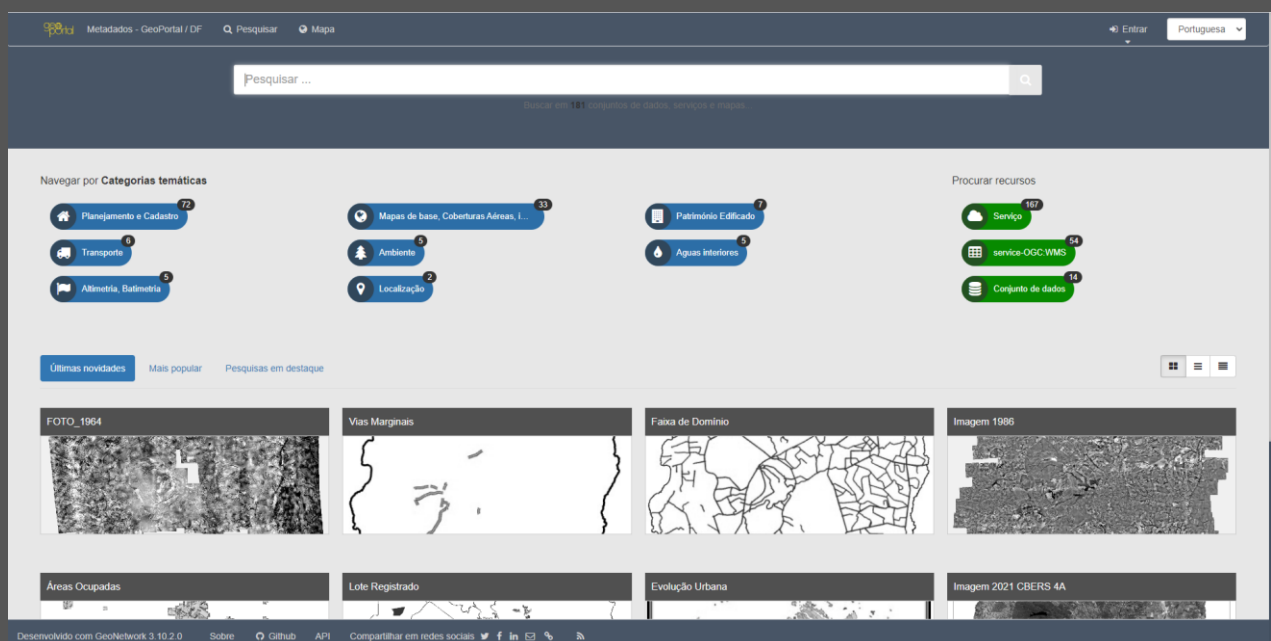 geoportal Metadados - GeoPortal / DF Pesquisar Mapa Entrar Portuguesa
Pesquisar ...
Buscar em 181 conjuntos de dados, serviços e mapas...
Navegar por Categorias temáticas
Planejamento e Cadastro 72
Mapas de base, Coberturas Aéreas, i... 33
Património Edificado 7
Transporte 6
Ambiente 5
Aguas interiores 5
Altimetria, Batimetria 5
Localização 2
Procurar recursos
Serviço 167
service-OGC:WMS 54
Conjunto de dados 14
Últimas novidades Mais popular Pesquisas em destaque
FOTO_1964
Vias Marginais
Faixa de Domínio
Imagem 1986
Áreas Ocupadas
Lote Registrado
Evolução Urbana
Imagem 2021 CBERS 4A
Desenvolvido com GeoNetwork 3.10.2.0 Sobre Github API Compartilhar em redes sociais